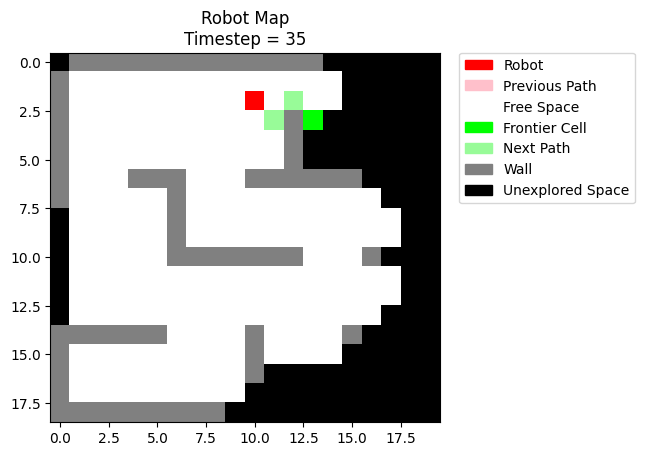 Robot Map
Timestep = 35
0.0
2.5
5.0
7.5
10.0
12.5
15.0
17.5
0.0
2.5
5.0
7.5
10.0
12.5
15.0
17.5
Robot
Previous Path
Free Space
Frontier Cell
Next Path
Wall
Unexplored Space